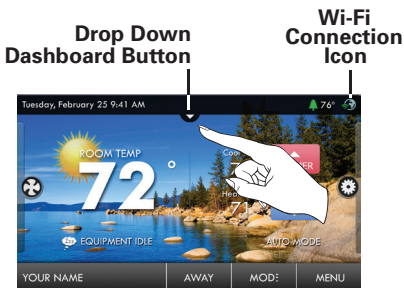 Drop Down
Dashboard Button
Wi-Fi
Connection
Icon
Tuesday, February 25 9:41 AM
76°
ROOM TEMP
72°
EQUIPMENT IDLE
AUTO MODE
YOUR NAME
AWAY
MENU